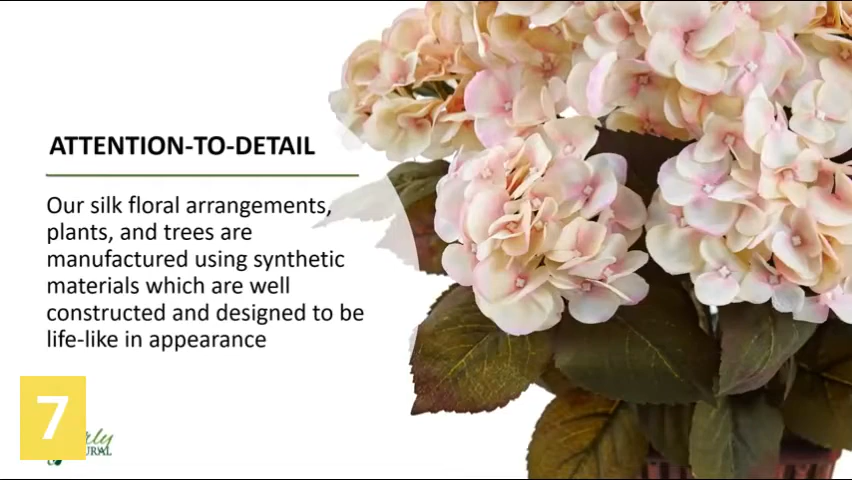 ATTENTION-TO-DETAIL
Our silk floral arrangements,
plants, and trees are
manufactured using synthetic
materials which are well
constructed and designed to be
life-like in appearance
7